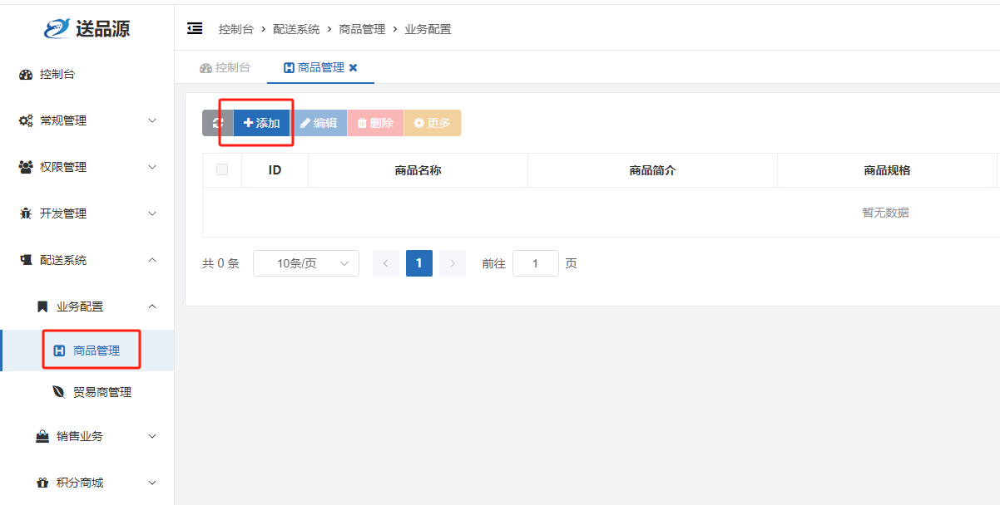 送品源
控制台
常规管理
权限管理
开发管理
配送系统
业务配置
商品管理
贸易商管理
销售业务
积分商城
控制台 › 配送系统 › 商品管理 › 业务配置
控制台 商品管理
添加 编辑 删除 更多
ID 商品名称 商品简介 商品规格
暂无数据
共 0 条 10条/页 1 前往 1 页